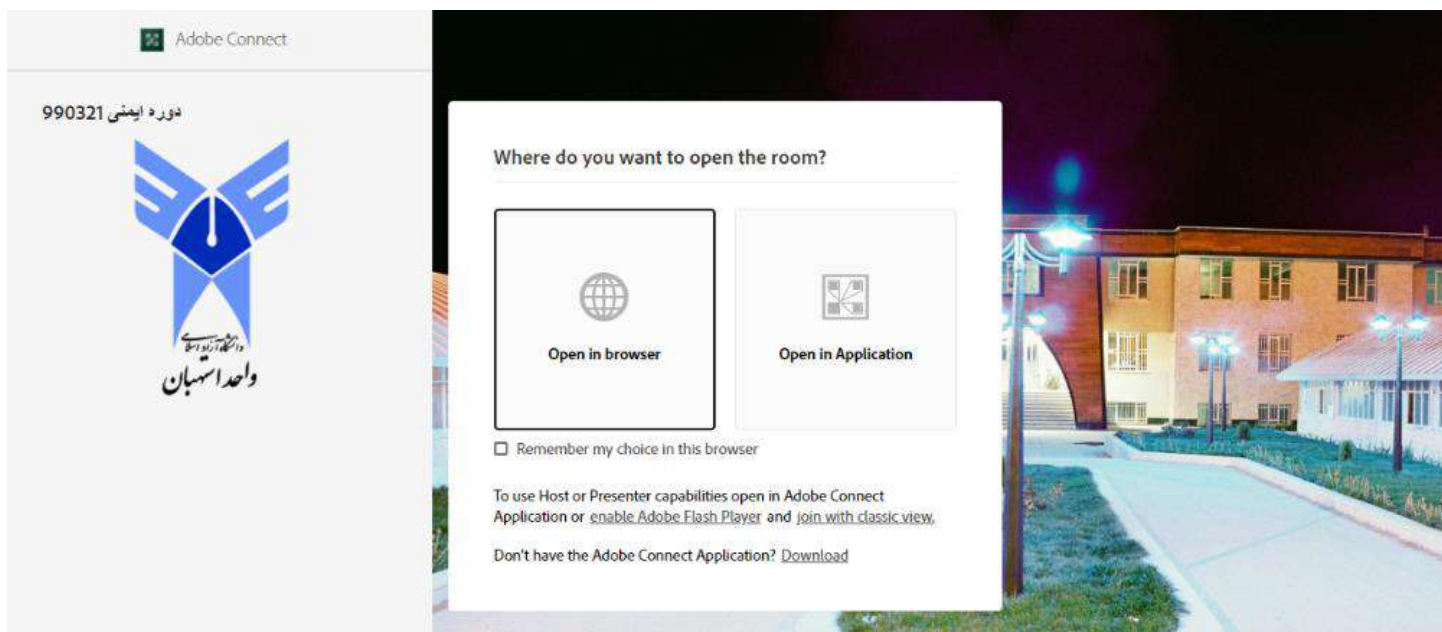 Adobe Connect
دوره ایمنی 990321
دانشگاه آزاد اسلامی
واحد استهبان
Where do you want to open the room?
Open in browser
Open in Application
Remember my choice in this browser
To use Host or Presenter capabilities open in Adobe Connect
Application or enable Adobe Flash Player and join with classic view.
Don't have the Adobe Connect Application? Download